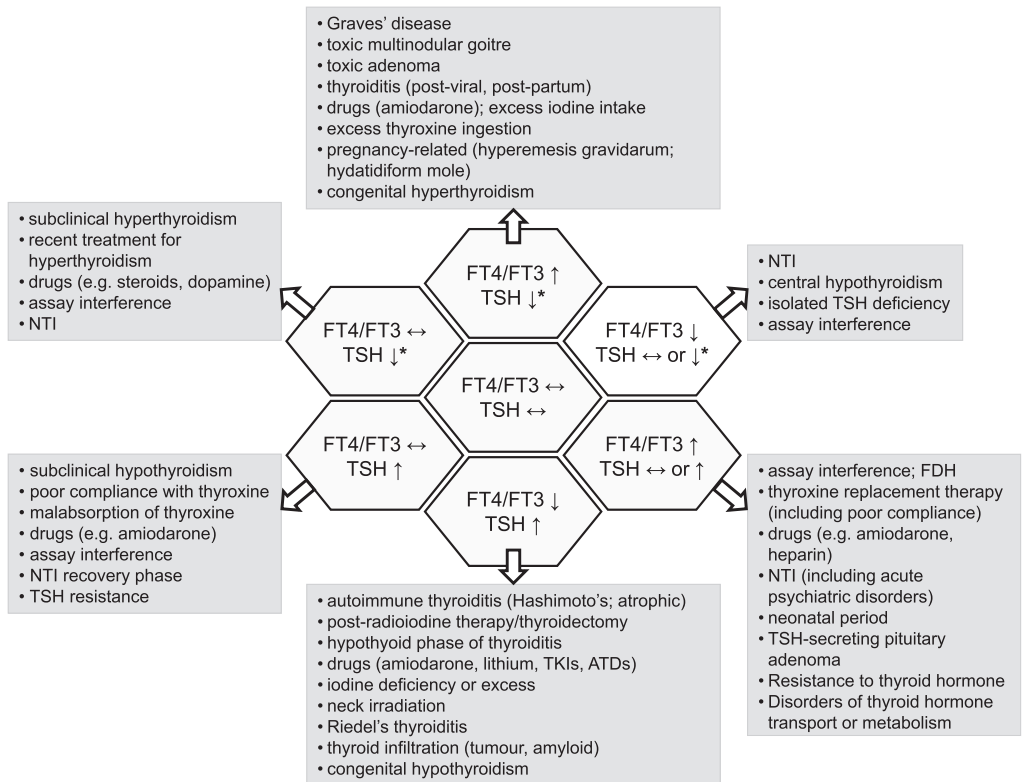 • Graves’ disease
• toxic multinodular goitre
• toxic adenoma
• thyroiditis (post-viral, post-partum)
• drugs (amiodarone); excess iodine intake
• excess thyroxine ingestion
• pregnancy-related (hyperemesis gravidarum;
hydatidiform mole)
• congenital hyperthyroidism
• subclinical hyperthyroidism
• recent treatment for
hyperthyroidism
• drugs (e.g. steroids, dopamine)
• assay interference
• NTI
FT4/FT3 ↑
TSH ↓*
• NTI
• central hypothyroidism
• isolated TSH deficiency
• assay interference
FT4/FT3 ↔
TSH ↓*
FT4/FT3 ↓
TSH ↔ or ↓*
FT4/FT3 ↔
TSH ↔
FT4/FT3 ↔
TSH ↑
FT4/FT3 ↑
TSH ↔ or ↑
FT4/FT3 ↓
TSH ↑
• subclinical hypothyroidism
• poor compliance with thyroxine
• malabsorption of thyroxine
• drugs (e.g. amiodarone)
• assay interference
• NTI recovery phase
• TSH resistance
• assay interference; FDH
• thyroxine replacement therapy
(including poor compliance)
• drugs (e.g. amiodarone,
heparin)
• NTI (including acute
psychiatric disorders)
• neonatal period
• TSH-secreting pituitary
adenoma
• Resistance to thyroid hormone
• Disorders of thyroid hormone
transport or metabolism
• autoimmune thyroiditis (Hashimoto’s; atrophic)
• post-radioiodine therapy/thyroidectomy
• hypothyoid phase of thyroiditis
• drugs (amiodarone, lithium, TKIs, ATDs)
• iodine deficiency or excess
• neck irradiation
• Riedel’s thyroiditis
• thyroid infiltration (tumour, amyloid)
• congenital hypothyroidism